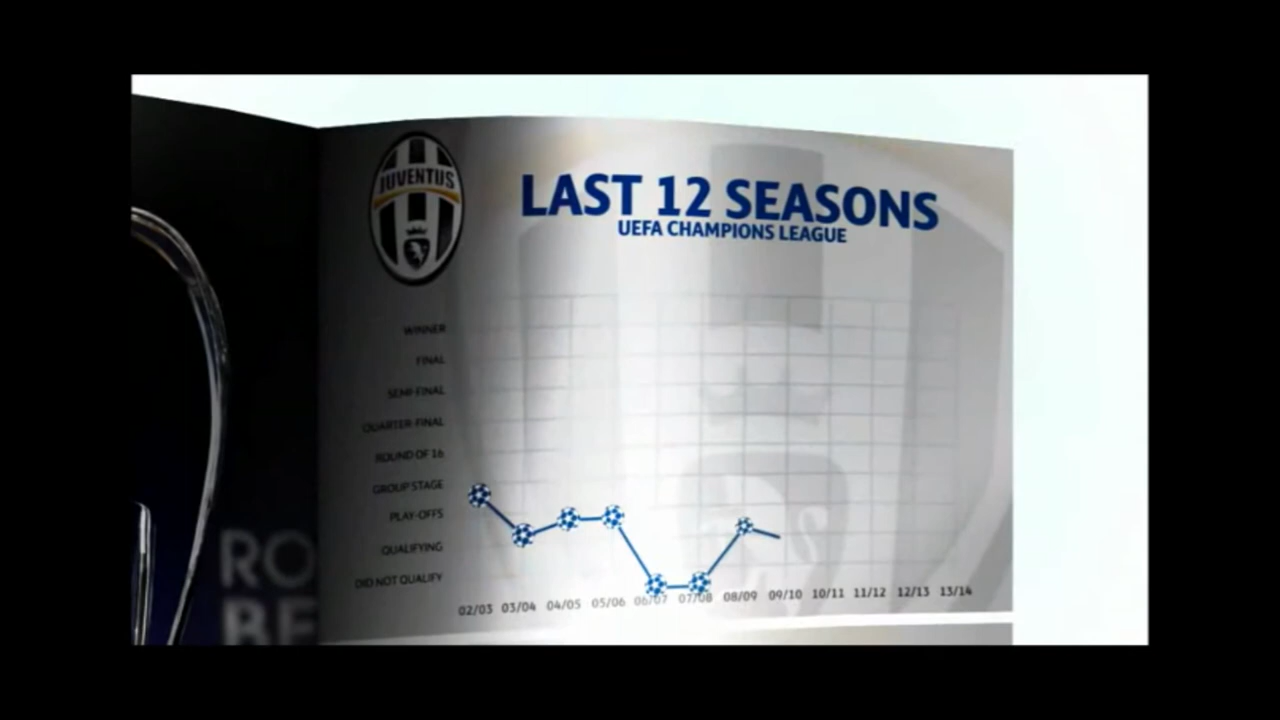 JUVENTUS
LAST 12 SEASONS
UEFA CHAMPIONS LEAGUE
WINNER
FINAL
SEMI-FINAL
QUARTER-FINAL
ROUND OF 16
GROUP STAGE
PLAY-OFFS
QUALIFYING
DID NOT QUALIFY
02/03 03/04 04/05 05/06 06/07 07/08 08/09 09/10 10/11 11/12 12/13 13/14
RO
BE